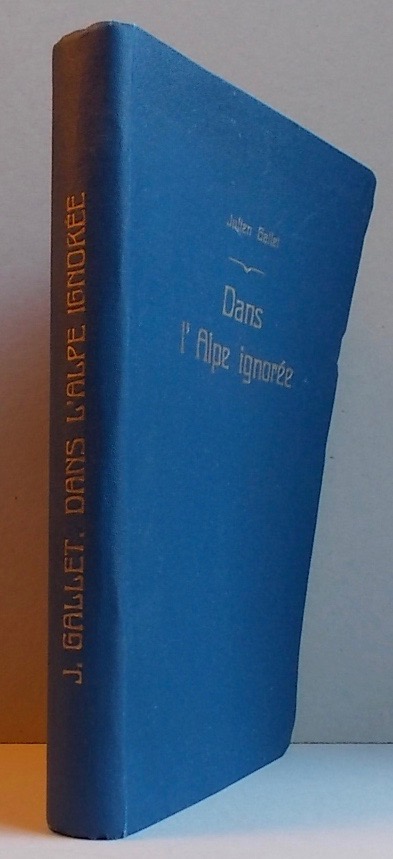 J. GALLET. DANS L'ALPE IGNORÉE
Julien Gallet
Dans
l'Alpe ignorée